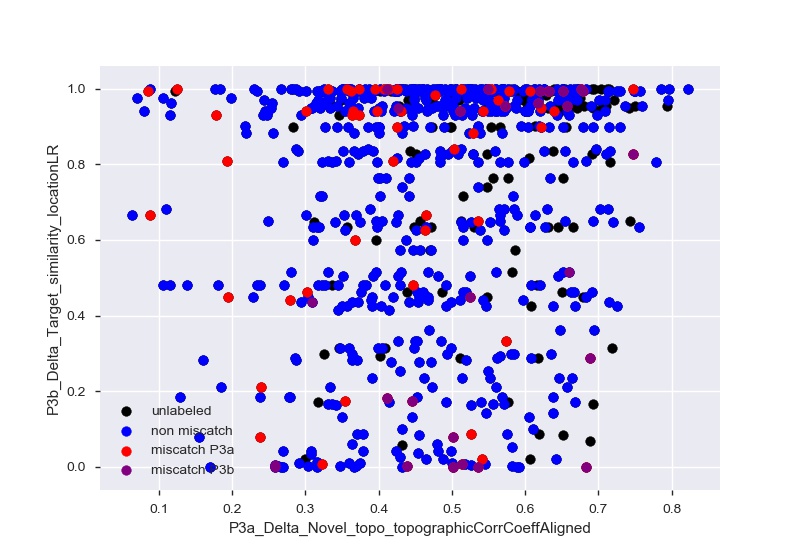 1.0
0.8
0.6
0.4
0.2
0.0
P3b_Delta_Target_similarity_locationLR
unlabeled
non miscatch
miscatch P3a
miscatch P3b
0.1 0.2 0.3 0.4 0.5 0.6 0.7 0.8
P3a_Delta_Novel_topo_topographicCorrCoeffAligned